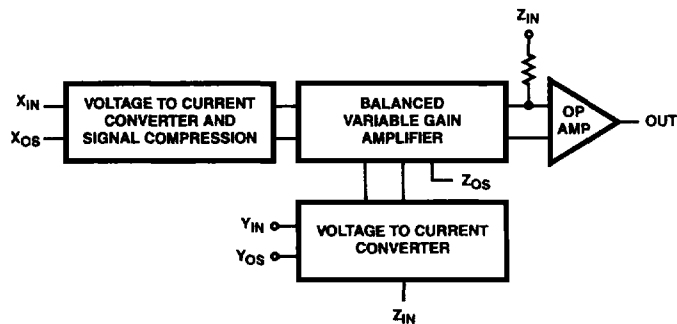 ZIN
XIN
XOS
VOLTAGE TO CURRENT
CONVERTER AND
SIGNAL COMPRESSION
BALANCED
VARIABLE GAIN
AMPLIFIER
OP
AMP
OUT
ZOS
YIN
YOS
VOLTAGE TO CURRENT
CONVERTER
ZIN